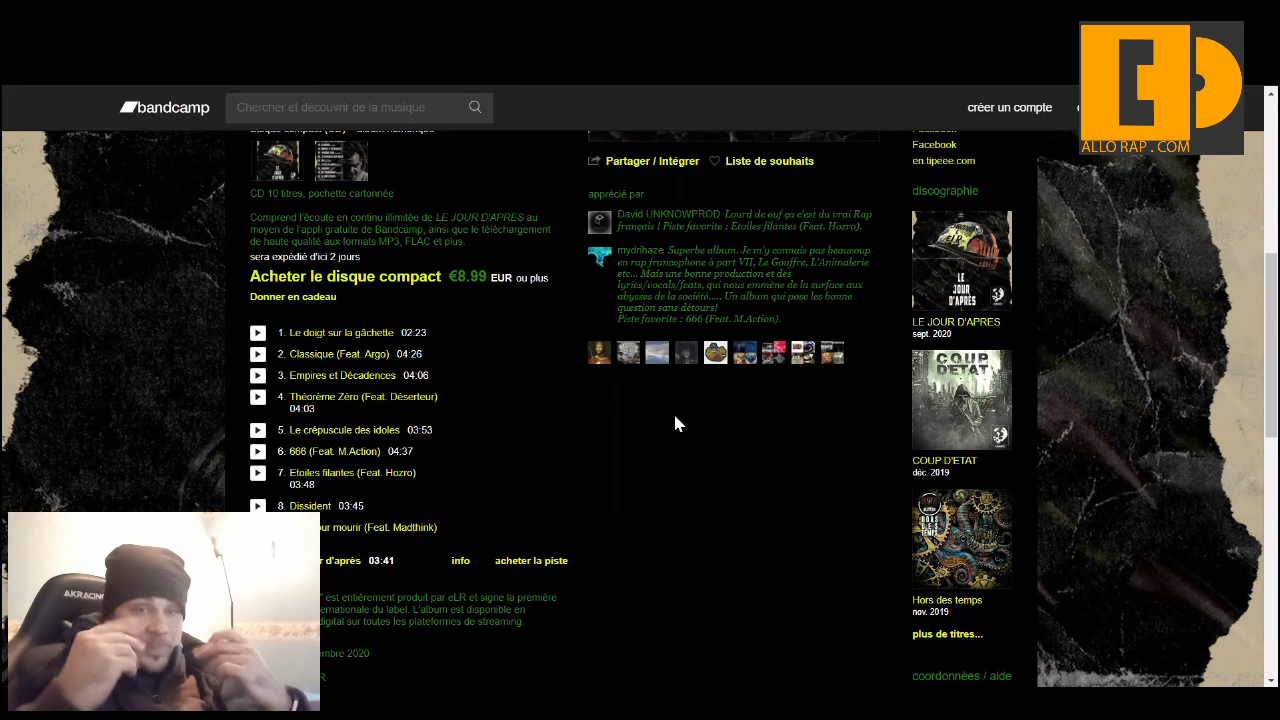 ALLO RAP . COM
bandcamp
Chercher et découvrir de la musique
créer un compte
Facebook
en.tipeee.com
discographie
LE JOUR D'APRES
sept. 2020
COUP D'ETAT
déc. 2019
Hors des temps
nov. 2019
plus de titres...
coordonnées / aide
CD 10 titres, pochette cartonnée
Comprend l'écoute en continu illimitée de LE JOUR D'APRES au
moyen de l'appli gratuite de Bandcamp, ainsi que le téléchargement
de haute qualité aux formats MP3, FLAC et plus.
sera expédié d'ici 2 jours
Acheter le disque compact €8.99 EUR ou plus
Donner en cadeau
1. Le doigt sur la gâchette 02:23
2. Classique (Feat. Argo) 04:26
3. Empires et Décadences 04:06
4. Théorème Zéro (Feat. Déserteur)
04:03
5. Le crépuscule des idoles 03:53
6. 666 (Feat. M.Action) 04:37
7. Etoiles filantes (Feat. Hozro)
03:48
8. Dissident 03:45
our mourir (Feat. Madthink)
r d'après 03:41 info acheter la piste
" est entièrement produit par eLR et signe la première
internationale du label. L'album est disponible en
digital sur toutes les plateformes de streaming.
embre 2020
Partager / Intégrer Liste de souhaits
apprécié par
David UNKNOWPROD Lourd de ouf ça c'est du vrai Rap
français ! Piste favorite : Etoiles filantes (Feat. Hozro).
mydrihaze Superbe album. Je m'y connais pas beaucoup
en rap francophone à part VII, Le Gouffre, L'Animalerie
etc... Mais une bonne production et des
lyrics/vocals/feats, qui nous emmène de la surface aux
abysses de la société..... Un album qui pose les bonne
question sans détours!
Piste favorite : 666 (Feat. M.Action).
LE
JOUR
D'APRÈS
COUP
D'ETAT
HORS
DES
TEMPS
AKRACING